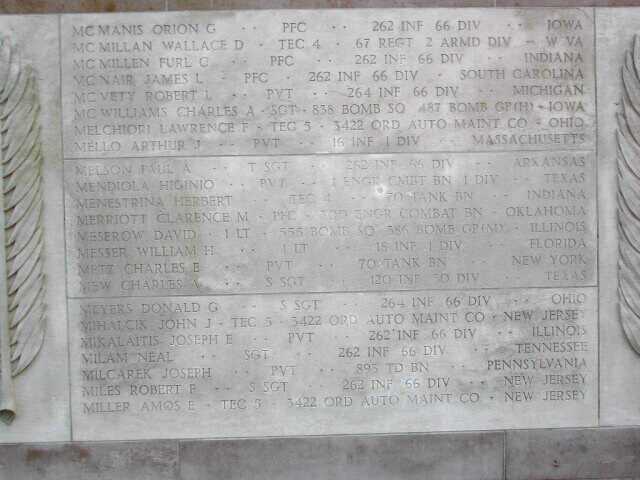 MC MANIS ORION G · · PFC · · 262 INF 66 DIV · · IOWA
MC MILLAN WALLACE D · TEC 4 · 67 REGT 2 ARMD DIV · W VA
MC MILLEN FURL C · · PFC · · 262 INF 66 DIV · · INDIANA
MC NAIR JAMES L · PFC · 262 INF 66 DIV · SOUTH CAROLINA
MC VETY ROBERT L · · PVT · · 264 INF 66 DIV · · MICHIGAN
MC WILLIAMS CHARLES A · SGT · 838 BOMB SQ 487 BOMB GP(H) · IOWA
MELCHIORI LAWRENCE F · TEC 5 · 3422 ORD AUTO MAINT CO · OHIO
MELLO ARTHUR J · · PVT · · 16 INF 1 DIV · · MASSACHUSETTS
MELSON PAUL A · · T SGT · · 262 INF 66 DIV · · ARKANSAS
MENDIOLA HIGINIO · · PVT · · 1 ENGR CMBT BN 1 DIV · · TEXAS
MENESTRINA HERBERT · · TEC 4 · · 70 TANK BN · · INDIANA
MERRIOTT CLARENCE M · PFC · ENGR COMBAT BN · OKLAHOMA
MESEROW DAVID · 1 LT · 555 BOMB SQ 386 BOMB GP(M) · ILLINOIS
MESSER WILLIAM H · · 1 LT · · 18 INF 1 DIV · · FLORIDA
METZ CHARLES E · · PVT · · 70 TANK BN · · NEW YORK
MEW CHARLES V · · S SGT · · 120 INF 30 DIV · · TEXAS
MEYERS DONALD G · · S SGT · · 264 INF 66 DIV · · OHIO
MIHALCIK JOHN J · TEC 5 · 3422 ORD AUTO MAINT CO · NEW JERSEY
MIKALAITIS JOSEPH E · · PVT · · 262 INF 66 DIV · · ILLINOIS
MILAM NEAL · · SGT · · 262 INF 66 DIV · · TENNESSEE
MILCAREK JOSEPH · · PVT · · 893 TD BN · · PENNSYLVANIA
MILES ROBERT F · · S SGT · · 262 INF 66 DIV · · NEW JERSEY
MILLER AMOS E · TEC 5 · 3422 ORD AUTO MAINT CO · NEW JERSEY